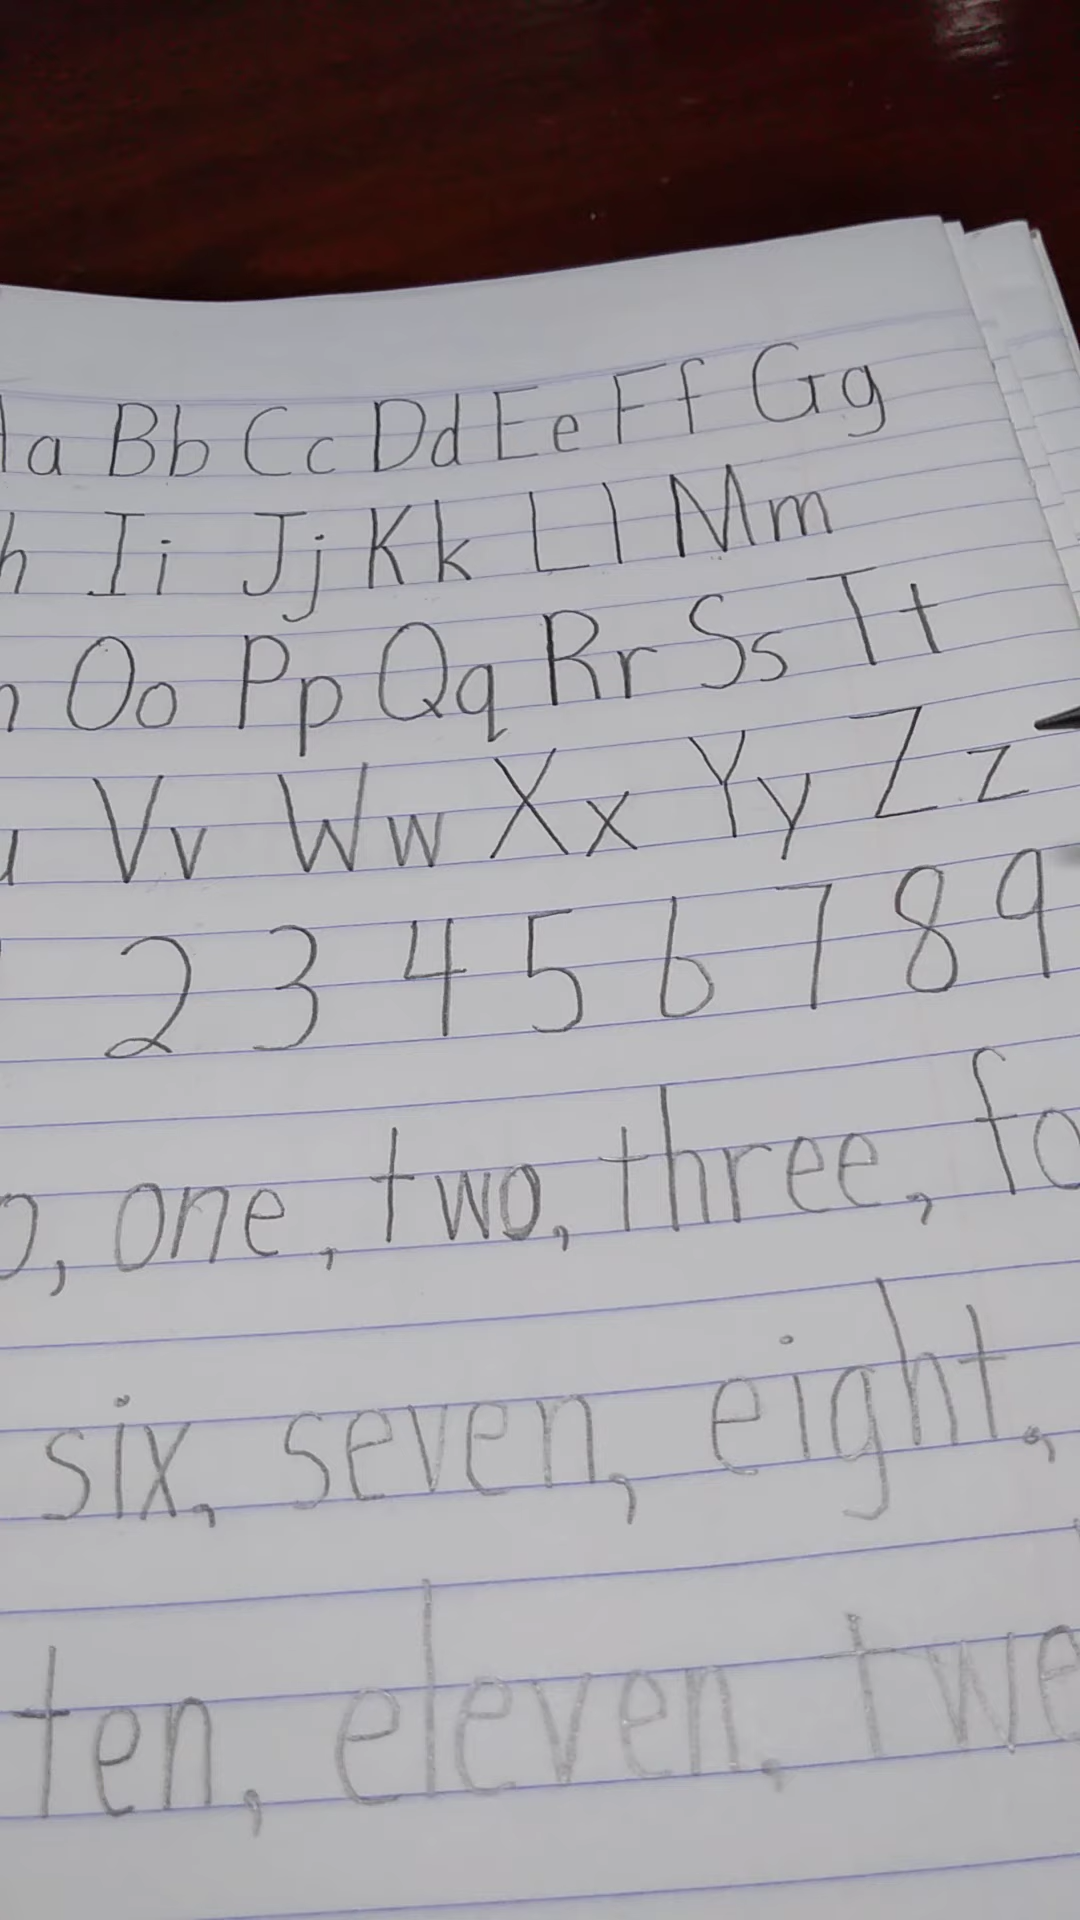 a Bb Cc Dd Ee Ff Gg
h Ii Jj Kk Ll Mm
Oo Pp Qq Rr Ss Tt
Vv Ww Xx Yy Zz
2 3 4 5 6 7 8 9
o, one, two, three, fo
six, seven, eight,
ten, eleven, twe